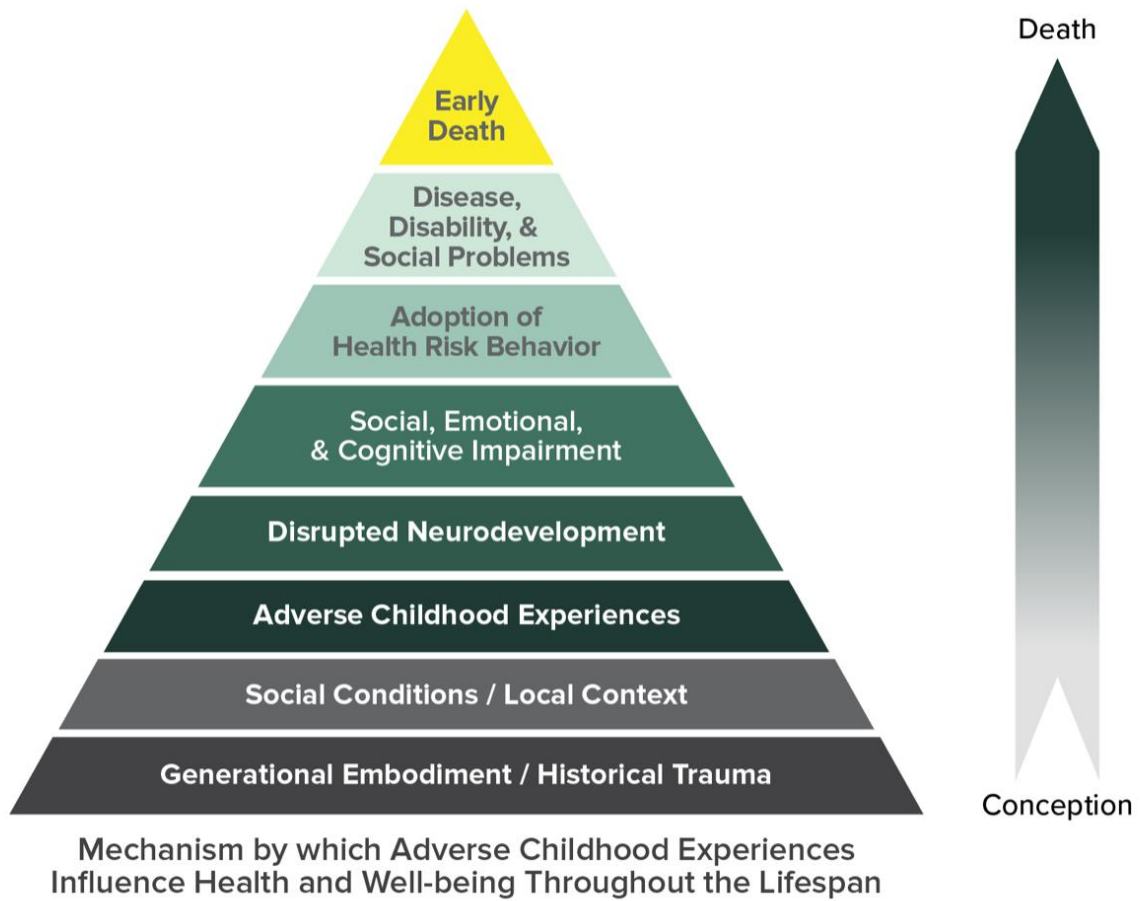 Death
Early
Death
Disease,
Disability, &
Social Problems
Adoption of
Health Risk Behavior
Social, Emotional,
& Cognitive Impairment
Disrupted Neurodevelopment
Adverse Childhood Experiences
Social Conditions / Local Context
Generational Embodiment / Historical Trauma
Conception
Mechanism by which Adverse Childhood Experiences
Influence Health and Well-being Throughout the Lifespan